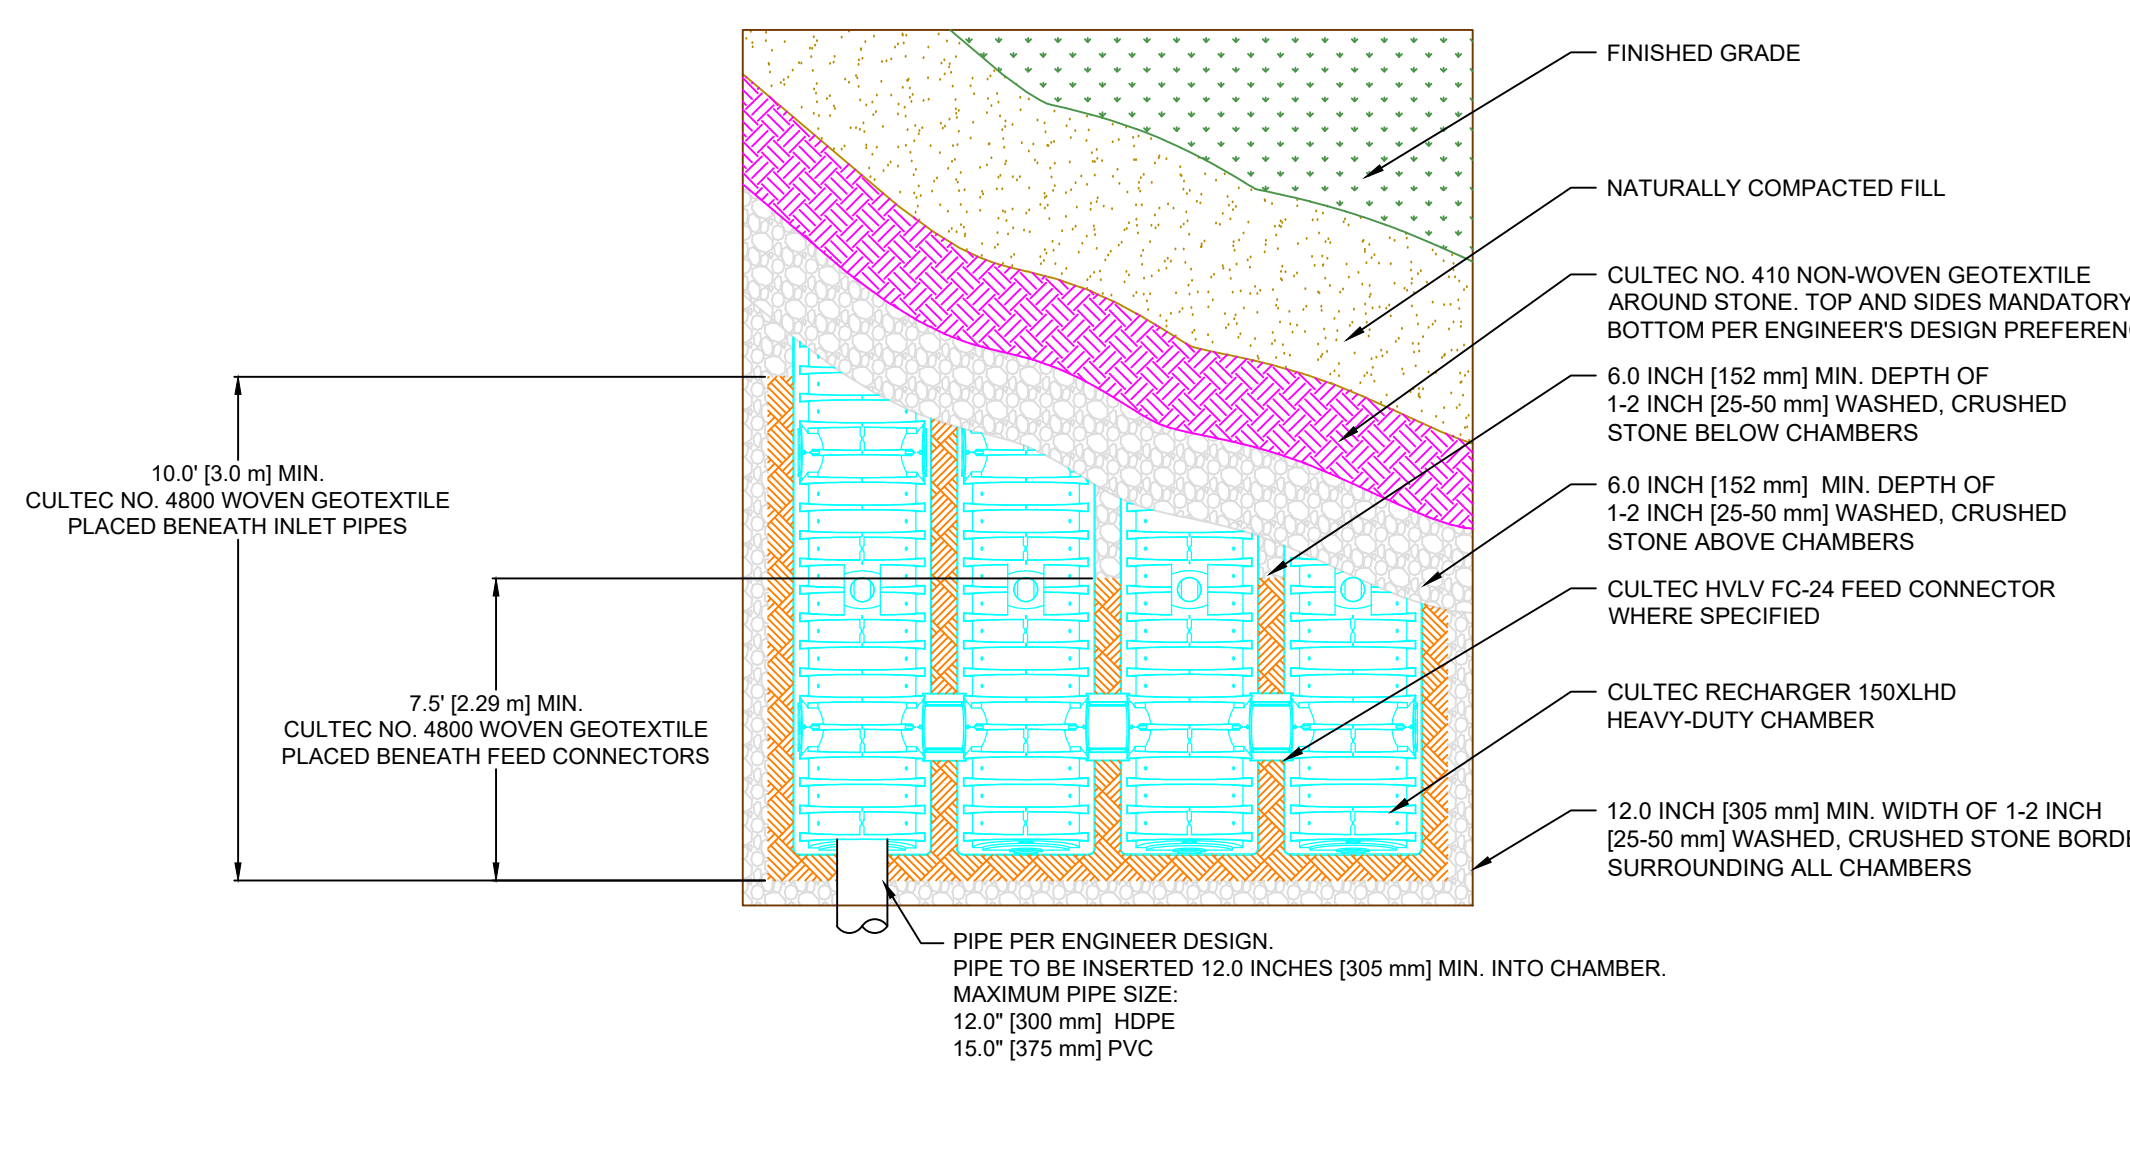 FINISHED GRADE
NATURALLY COMPACTED FILL
CULTEC NO. 410 NON-WOVEN GEOTEXTILE
AROUND STONE. TOP AND SIDES MANDATORY
BOTTOM PER ENGINEER'S DESIGN
6.0 INCH [152 mm] MIN. DEPTH OF
1-2 INCH [25-50 mm] WASHED, CRUSHED
STONE BELOW CHAMBERS
10.0' [3.0 m] MIN.
CULTEC NO. 4800 WOVEN GEOTEXTILE
PLACED BENEATH INLET PIPES
6.0 INCH [152 mm] MIN. DEPTH OF
1-2 INCH [25-50 mm] WASHED, CRUSHED
STONE ABOVE CHAMBERS
CULTEC HVLV FC-24 FEED CONNECTOR
WHERE SPECIFIED
7.5' [2.29 m] MIN.
CULTEC NO. 4800 WOVEN GEOTEXTILE
PLACED BENEATH FEED CONNECTORS
CULTEC RECHARGER 150XLHD
HEAVY-DUTY CHAMBER
12.0 INCH [305 mm] MIN. WIDTH OF 1-2 INCH
[25-50 mm] WASHED, CRUSHED STONE
SURROUNDING ALL CHAMBERS
PIPE PER ENGINEER DESIGN.
PIPE TO BE INSERTED 12.0 INCHES [305 mm] MIN. INTO CHAMBER.
MAXIMUM PIPE SIZE:
12.0" [300 mm] HDPE
15.0" [375 mm] PVC